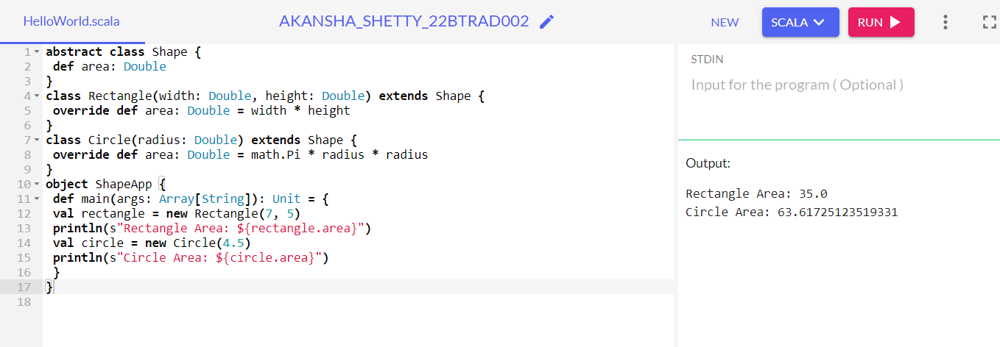 HelloWorld.scala
AKANSHA_SHETTY_22BTRAD002
NEW
SCALA
RUN
1 abstract class Shape {
2  def area: Double
3 }
4 class Rectangle(width: Double, height: Double) extends Shape {
5  override def area: Double = width * height
6 }
7 class Circle(radius: Double) extends Shape {
8  override def area: Double = math.Pi * radius * radius
9 }
10 object ShapeApp {
11  def main(args: Array[String]): Unit = {
12  val rectangle = new Rectangle(7, 5)
13  println(s"Rectangle Area: ${rectangle.area}")
14  val circle = new Circle(4.5)
15  println(s"Circle Area: ${circle.area}")
16  }
17 }
18
STDIN
Input for the program ( Optional )
Output:
Rectangle Area: 35.0
Circle Area: 63.61725123519331